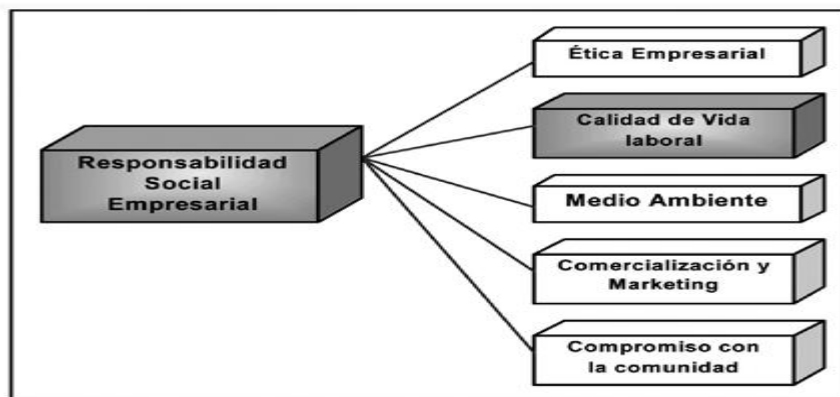 Responsabilidad
Social
Empresarial
Ética Empresarial
Calidad de Vida
laboral
Medio Ambiente
Comercialización y
Marketing
Compromiso con
la comunidad